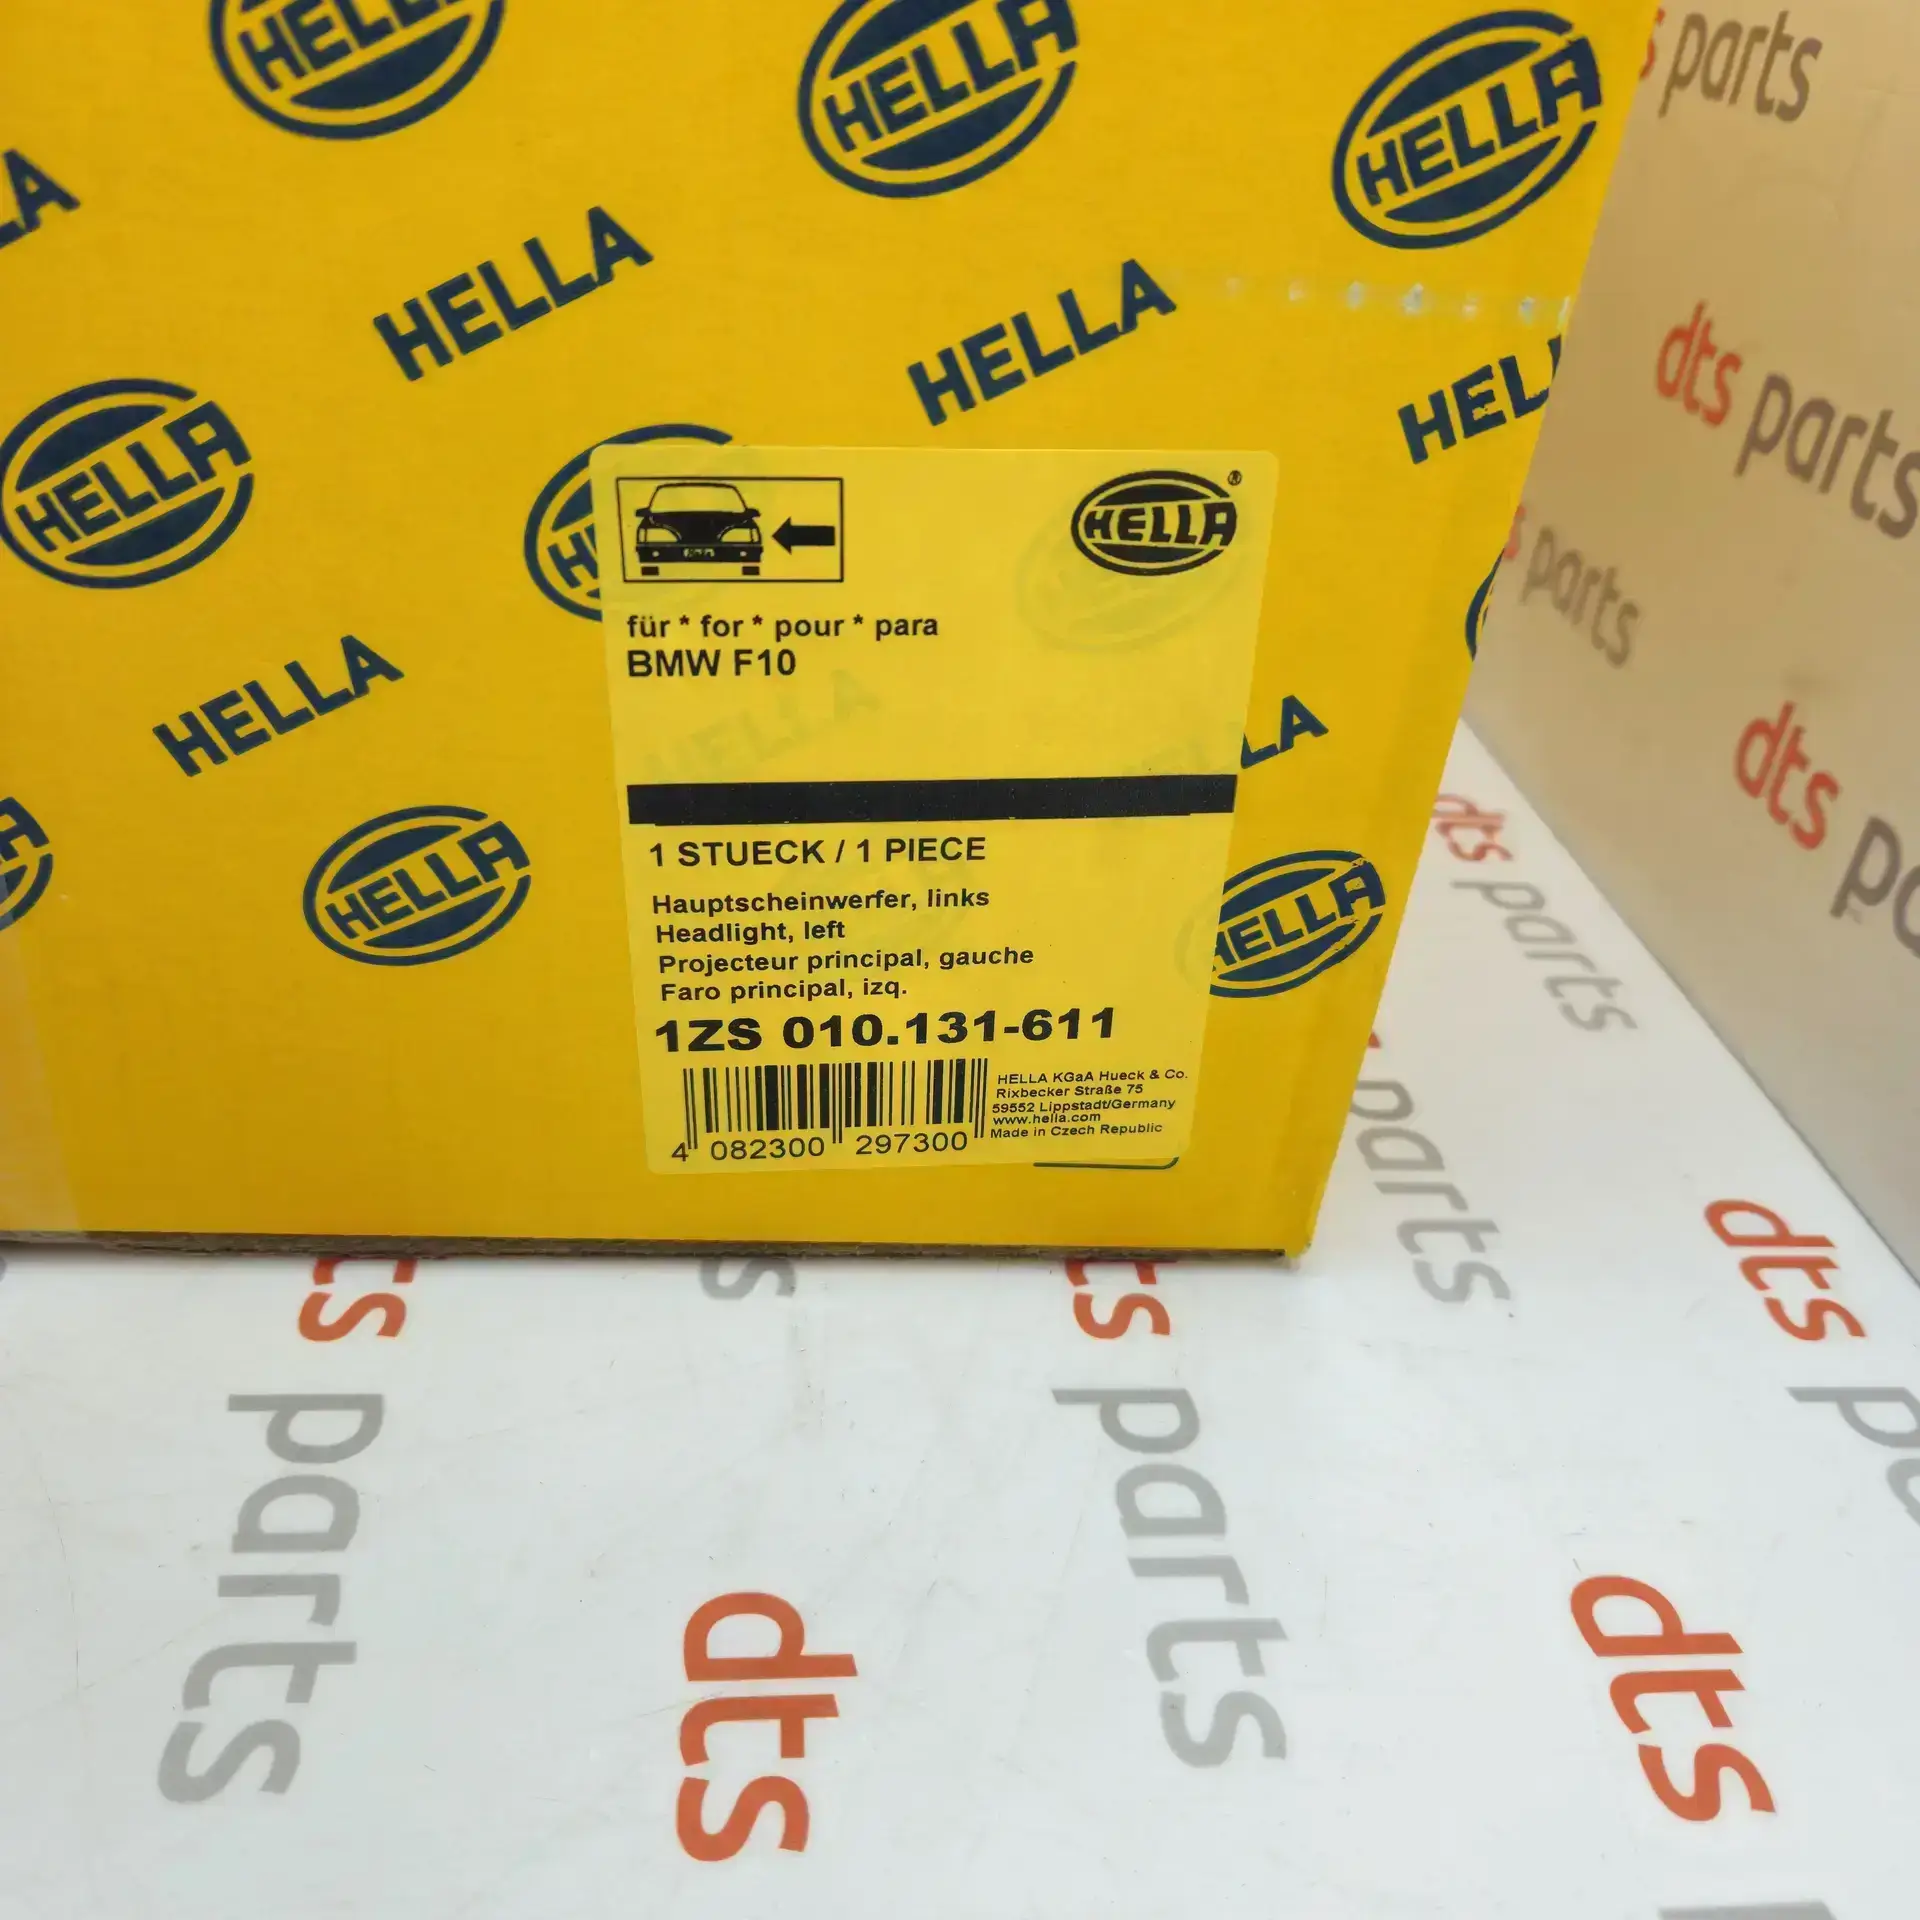 HELLA
HELLA
HELLA
parts
HELLA
HELLA
HELLA
dts parts
HELLA
HELLA
HELLA ®
parts
für * for * pour * para
BMW F10
HELLA
dts
1 STUECK / 1 PIECE
Hauptscheinwerfer, links
Headlight, left
Projecteur principal, gauche
Faro principal, izq.
1ZS 010.131-611
HELLA
HELLA
dts parts
4 082300 297300
HELLA KGaA Hueck & Co.
Rixbecker Straße 75
59552 Lippstadt/Germany
www.hella.com
Made in Czech Republic
parts
dts
parts
parts
dts
dts